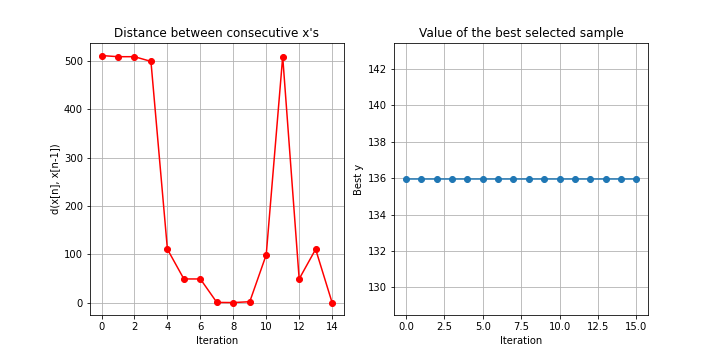 Distance between consecutive x's
d(x[n], x[n-1])
500
400
300
200
100
0
0 2 4 6 8 10 12 14
Iteration
Value of the best selected sample
Best y
142
140
138
136
134
132
130
0.0 2.5 5.0 7.5 10.0 12.5 15.0
Iteration